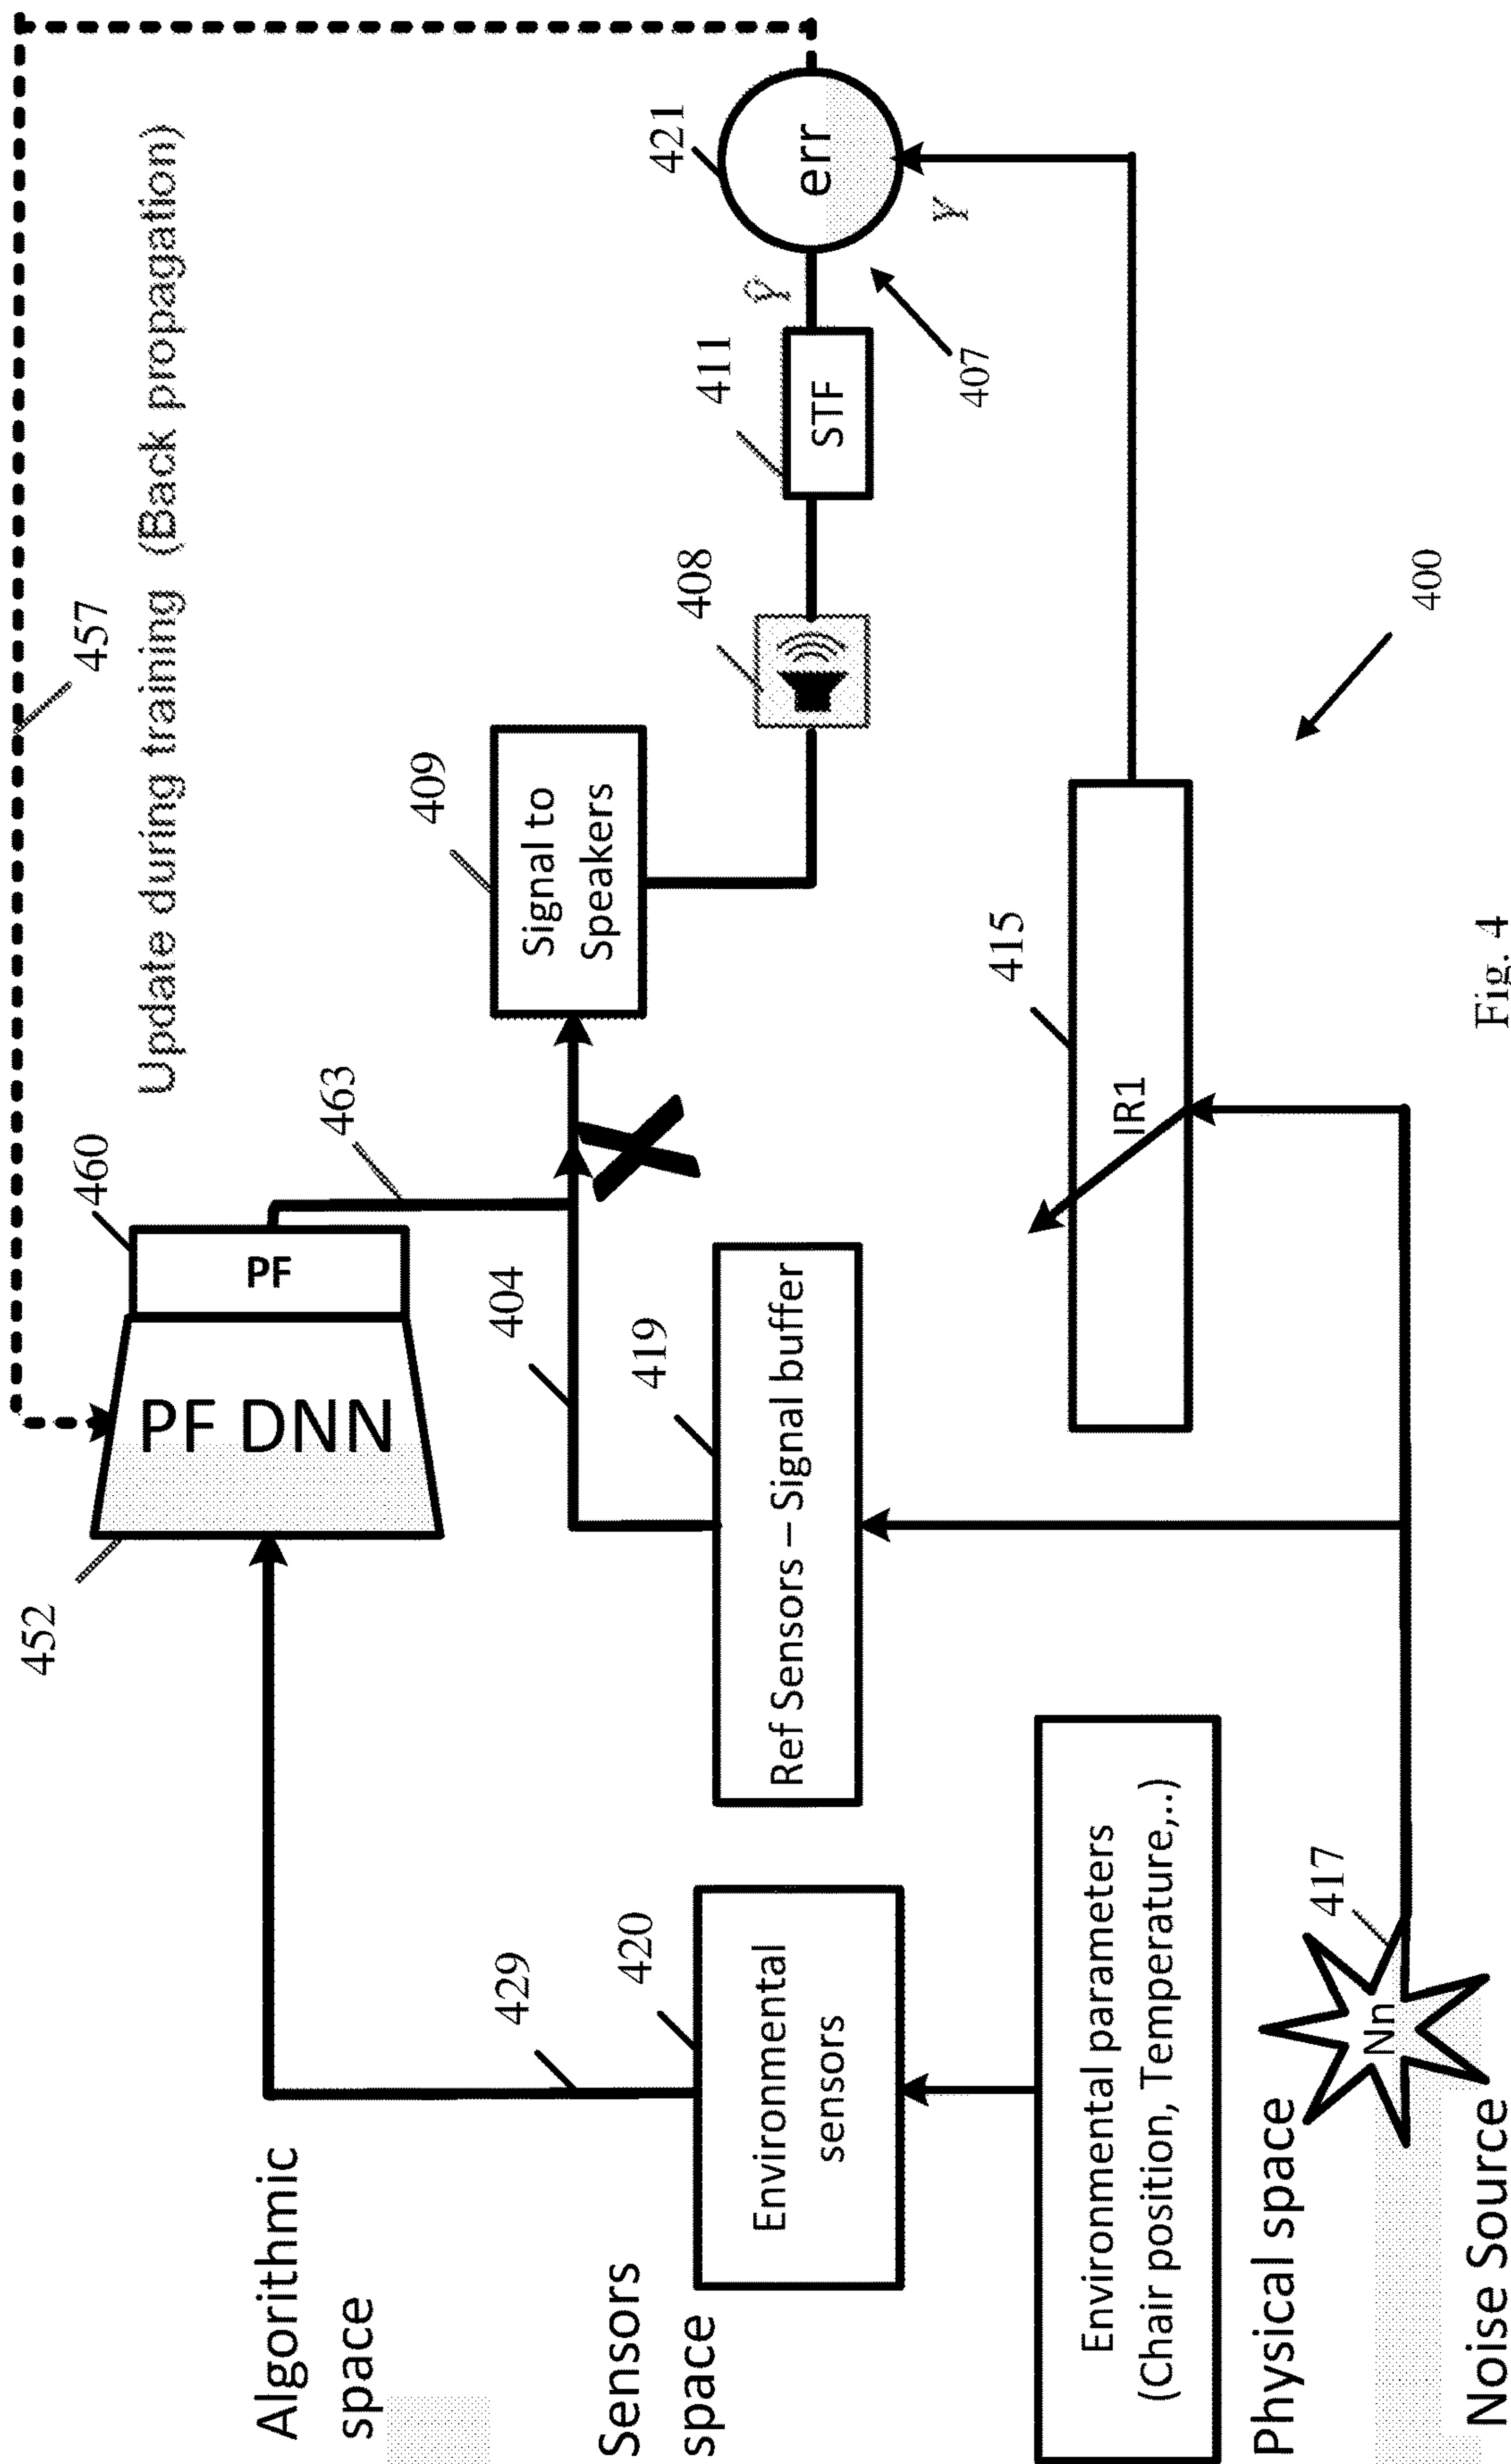 457
Update during training (Back propagation)
460
452
PF DNN
PF
463
Algorithmic
space
429
404
409
Signal to
Speakers
Sensors
space
420
Environmental
sensors
419
Ref Sensors – Signal buffer
408
411
STF
Ŷ
421
err
Y
407
Environmental parameters
(Chair position, Temperature,..)
415
IR1
Physical space
417
Nn
400
Noise Source
Fig. 4